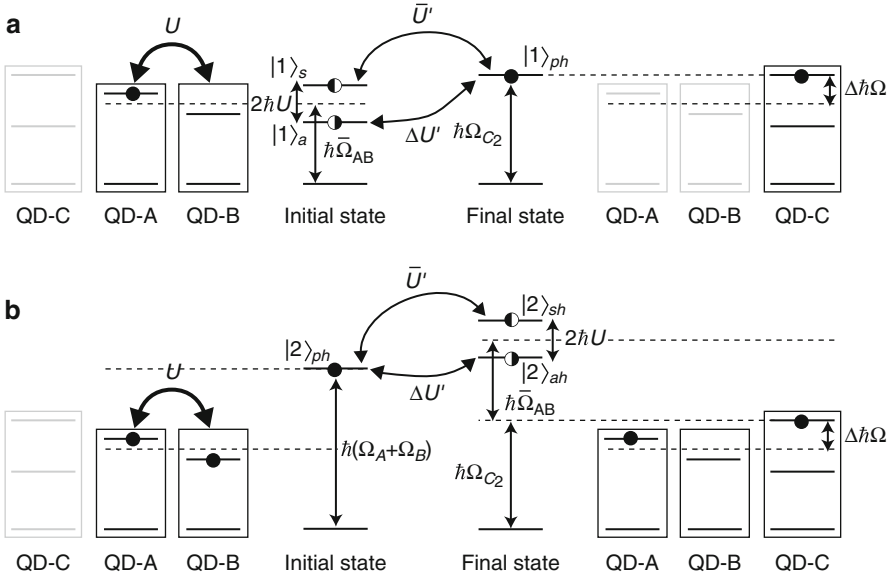 a
U
Ū'
|1⟩s
|1⟩ph
2ħU
ΔħΩ
|1⟩a
ΔU'
ħΩ̄AB
ħΩC2
QD-C QD-A QD-B Initial state Final state QD-A QD-B QD-C
b
Ū'
|2⟩sh
|2⟩ph
2ħU
U
|2⟩ah
ΔU'
ħΩ̄AB
ħ(ΩA+ΩB)
ΔħΩ
ħΩC2
QD-C QD-A QD-B Initial state Final state QD-A QD-B QD-C